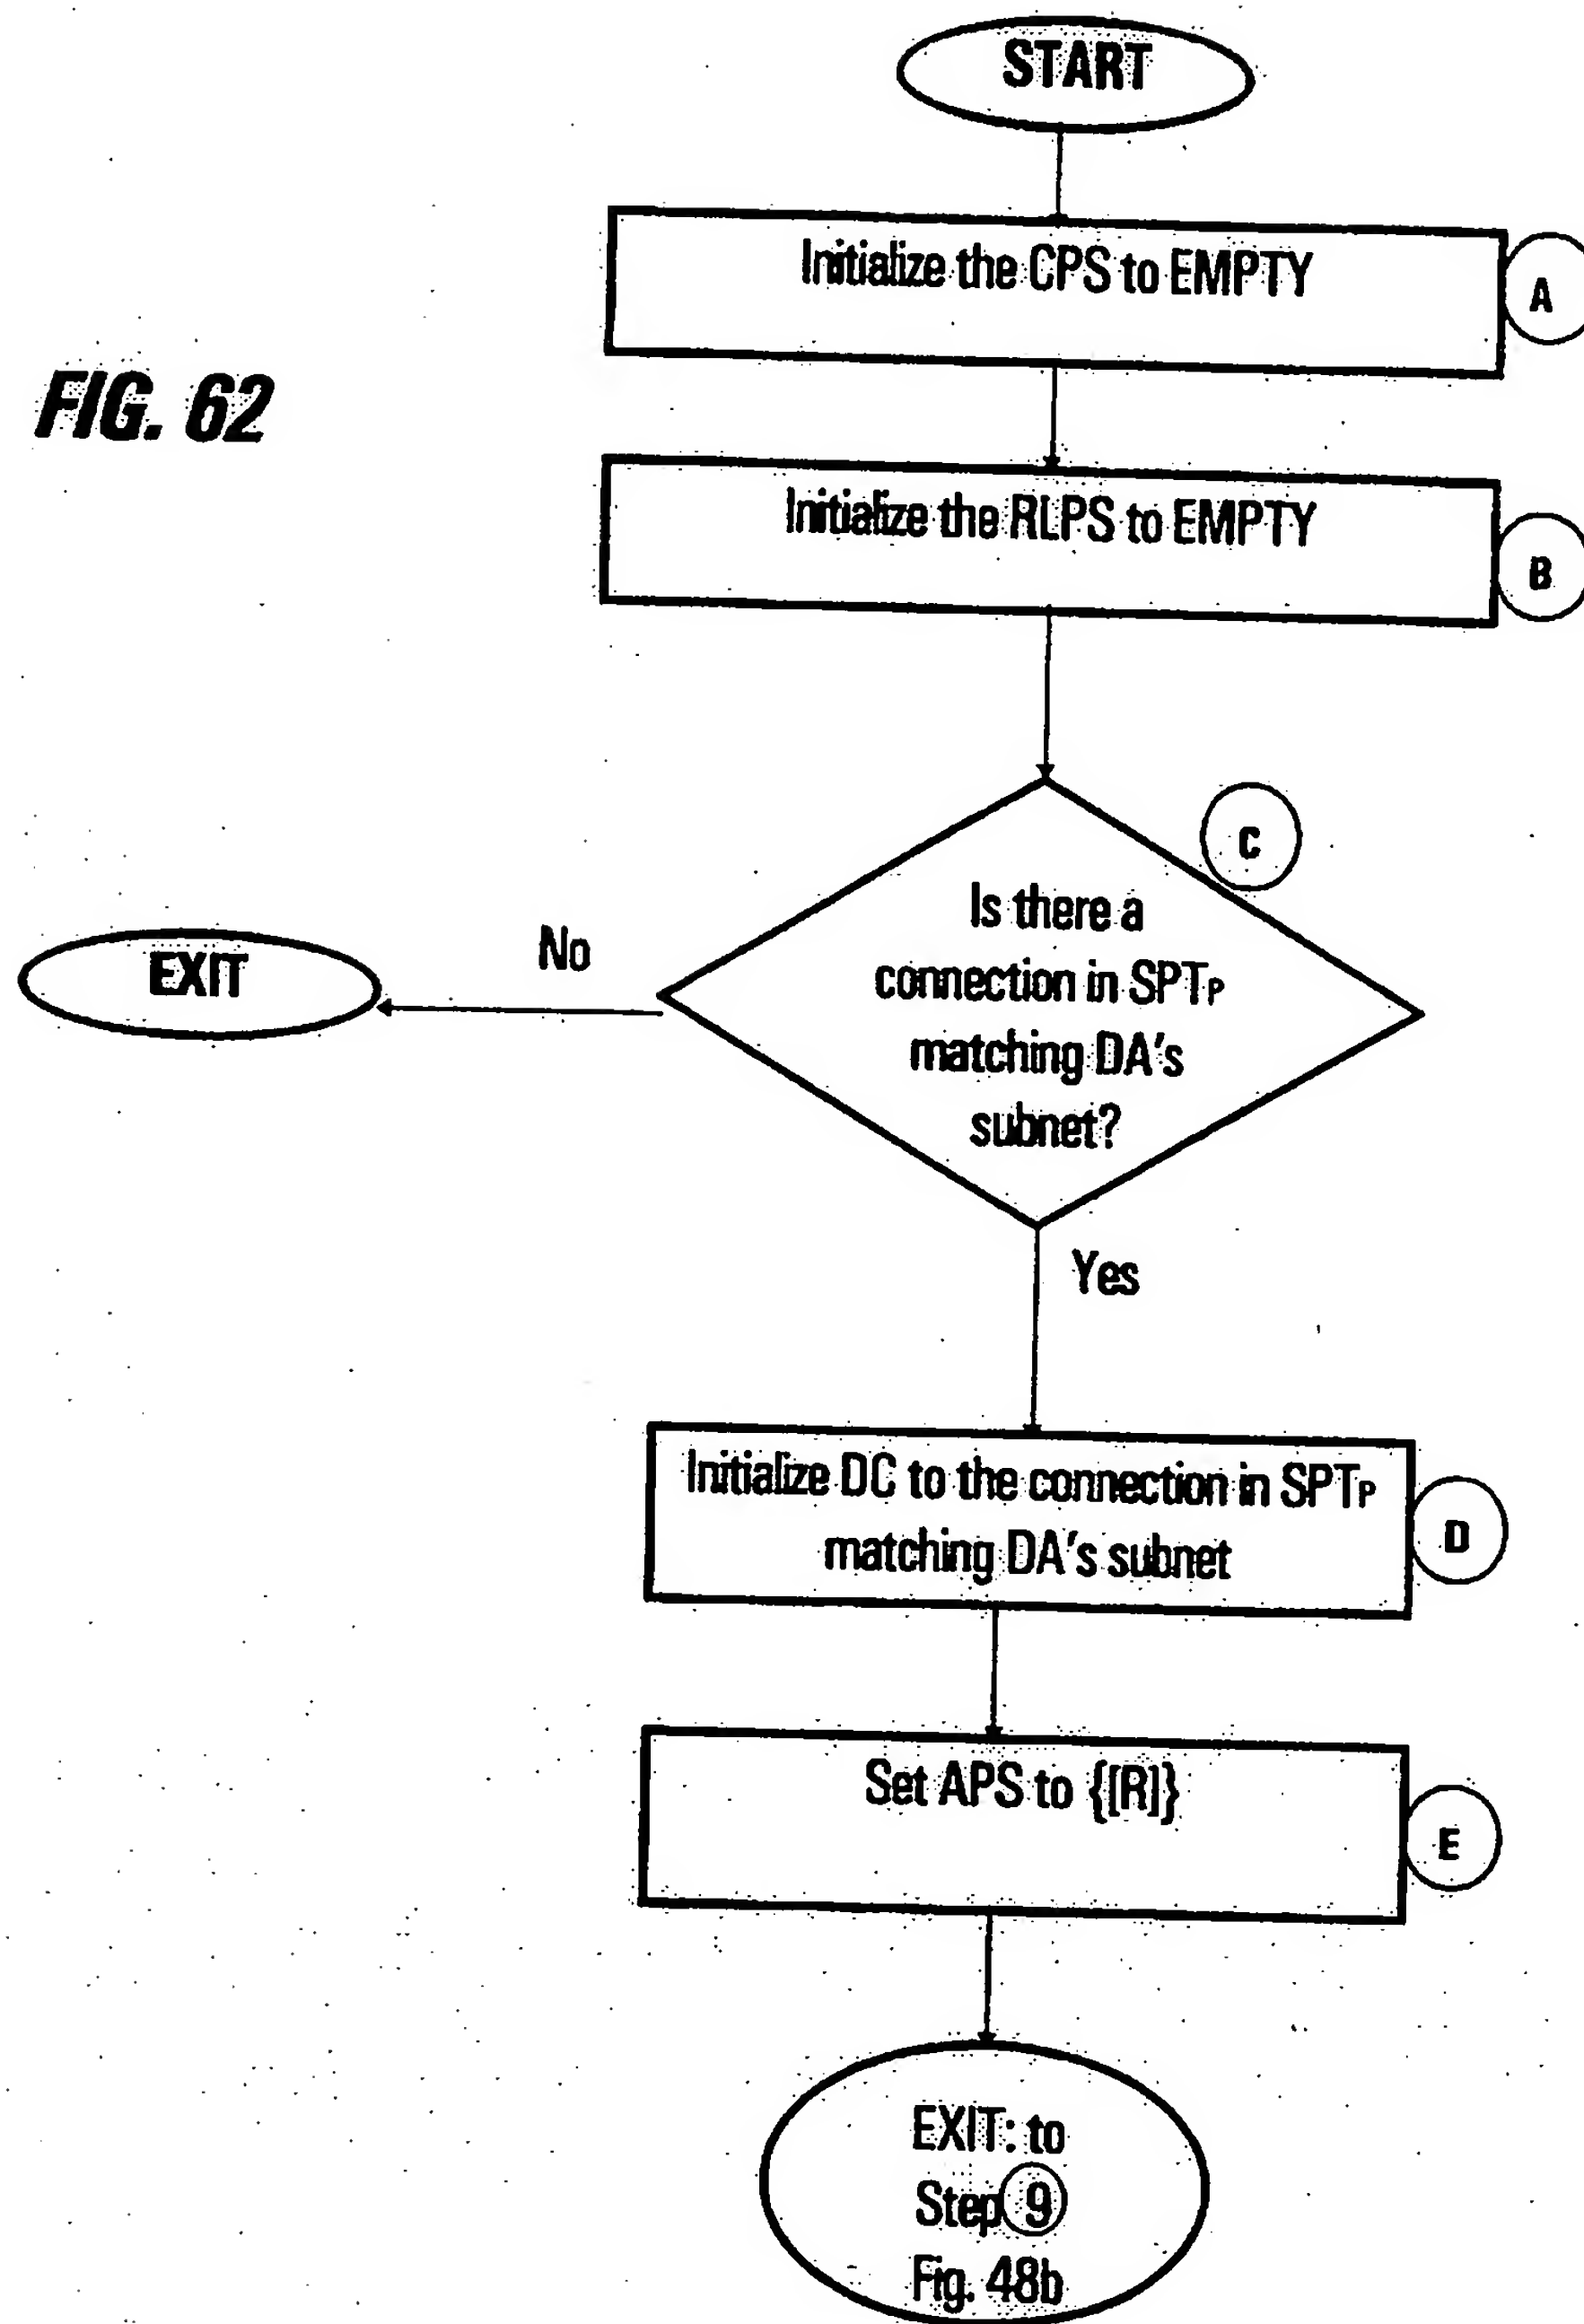 START
Initialize the CPS to EMPTY
A
FIG. 62
Initialize the RLPS to EMPTY
B
C
Is there a
connection in SPTP
matching DA's
subnet?
No
EXIT
Yes
Initialize DC to the connection in SPTP
matching DA's subnet
D
Set APS to {[R]}
E
EXIT: to
Step 9
Fig. 48b